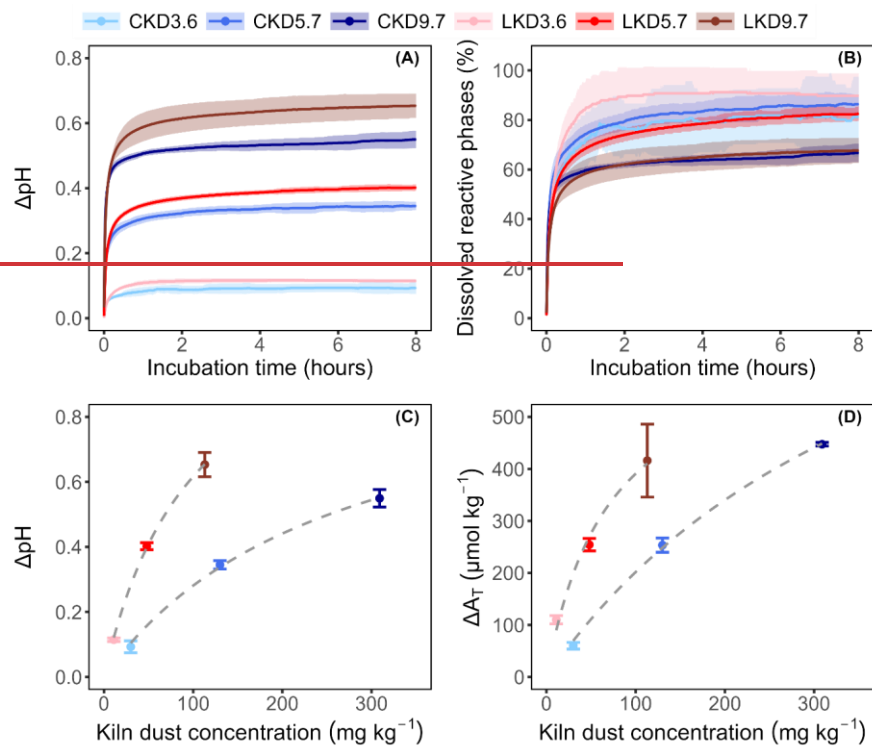 CKD3.6 CKD5.7 CKD9.7 LKD3.6 LKD5.7 LKD9.7
(A)
ΔpH
0.8
0.6
0.4
0.2
0.0
0 2 4 6 8
Incubation time (hours)
(B)
Dissolved reactive phases (%)
100
80
60
40
20
0
0 2 4 6 8
Incubation time (hours)
(C)
ΔpH
0.8
0.6
0.4
0.2
0.0
0 100 200 300
Kiln dust concentration (mg kg⁻¹)
(D)
ΔA_T (μmol kg⁻¹)
500
400
300
200
100
0
0 100 200 300
Kiln dust concentration (mg kg⁻¹)